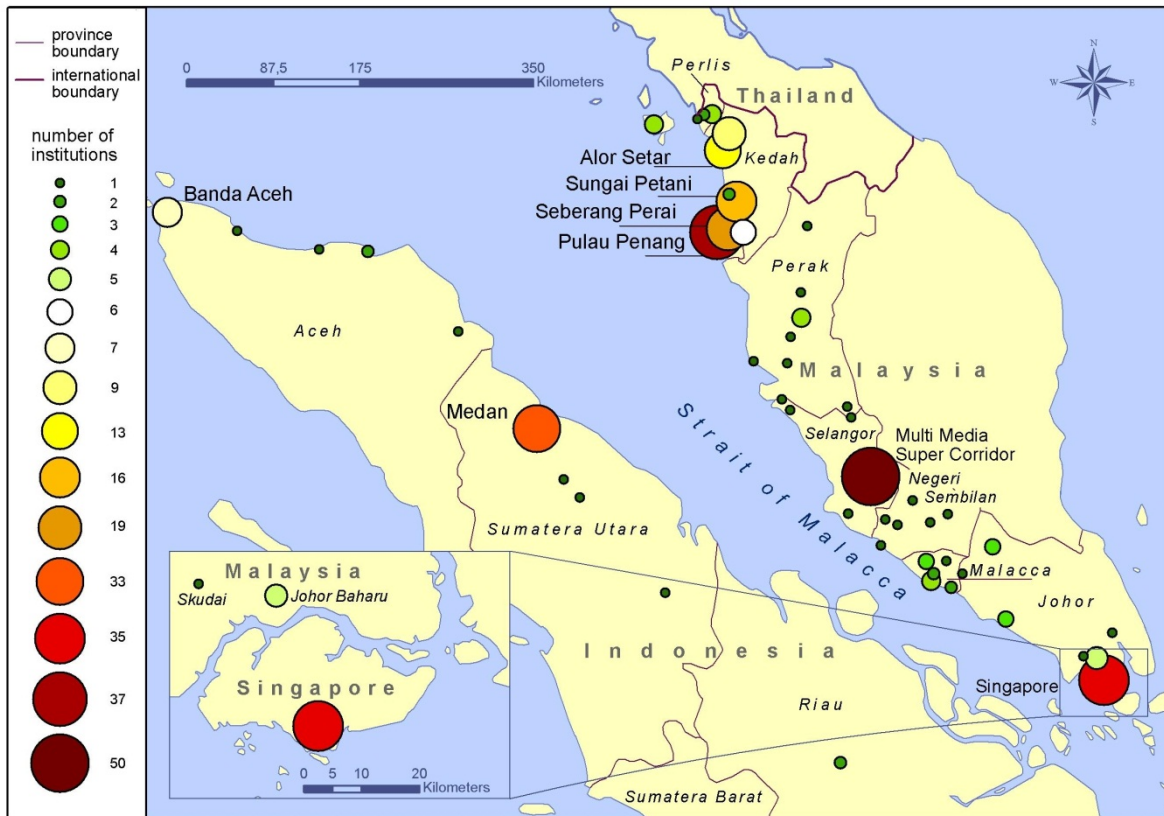 province
boundary
international
boundary
number of
institutions
1
2
3
4
5
6
7
9
13
16
19
33
35
37
50
0 87,5 175 350
Kilometers
N
W E
S
Perlis
Thailand
Kedah
Alor Setar
Sungai Petani
Seberang Perai
Pulau Penang
Banda Aceh
Aceh
Perak
Malaysia
Medan
Strait of Malacca
Selangor
Multi Media
Super Corridor
Negeri
Sembilan
Sumatera Utara
Malacca
Johor
Indonesia
Singapore
Riau
Sumatera Barat
Malaysia
Skudai
Johor Baharu
Singapore
0 5 10 20
Kilometers